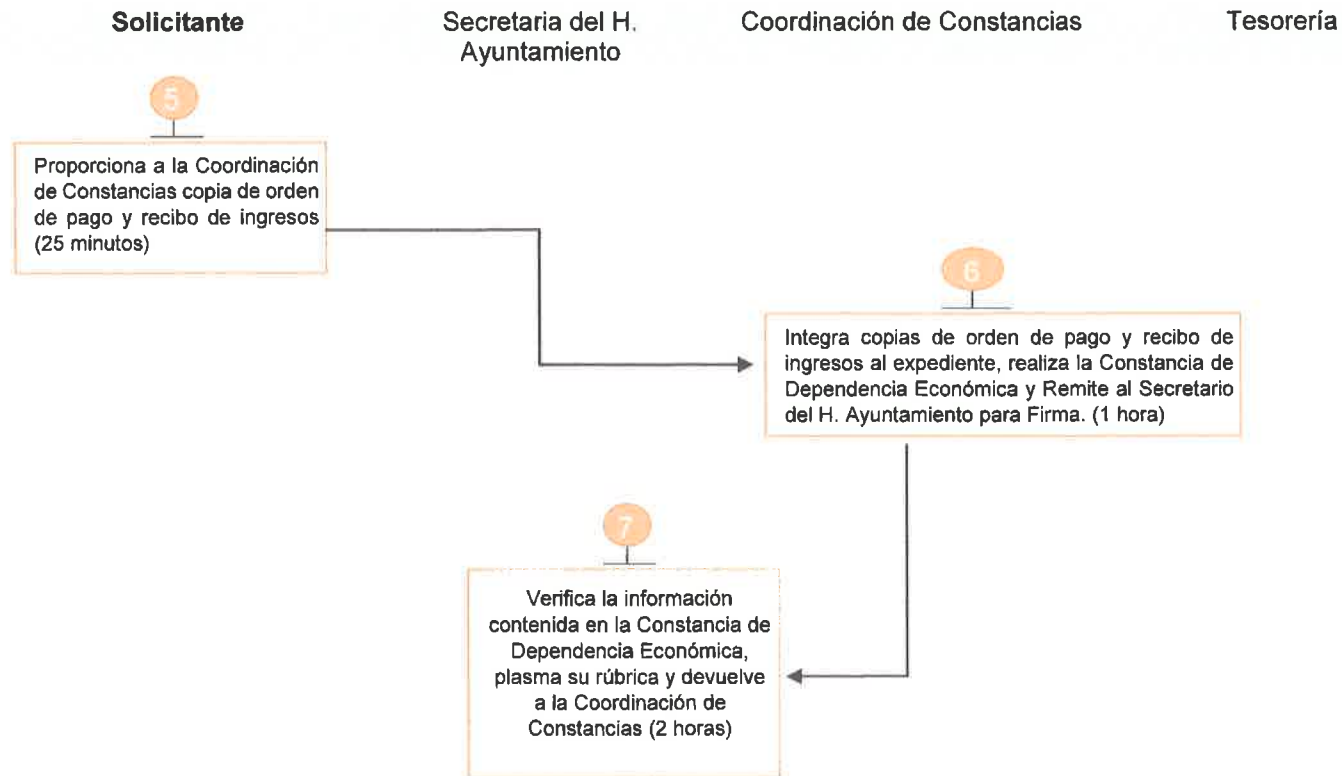 Solicitante
Secretaria del H.
Ayuntamiento
Coordinación de Constancias
Tesorería
5
Proporciona a la Coordinación
de Constancias copia de orden
de pago y recibo de ingresos
(25 minutos)
6
Integra copias de orden de pago y recibo de
ingresos al expediente, realiza la Constancia de
Dependencia Económica y Remite al Secretario
del H. Ayuntamiento para Firma. (1 hora)
7
Verifica la información
contenida en la Constancia de
Dependencia Económica,
plasma su rúbrica y devuelve
a la Coordinación de
Constancias (2 horas)